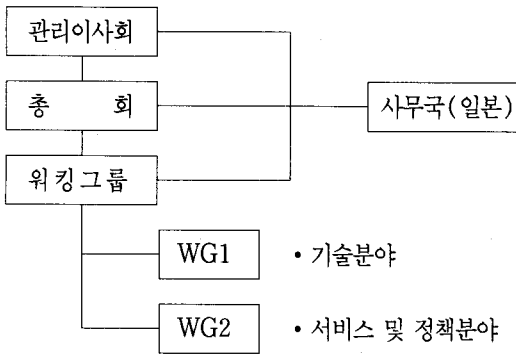 관리이사회
총 회
사무국(일본)
워킹그룹
WG1 • 기술분야
WG2 • 서비스 및 정책분야